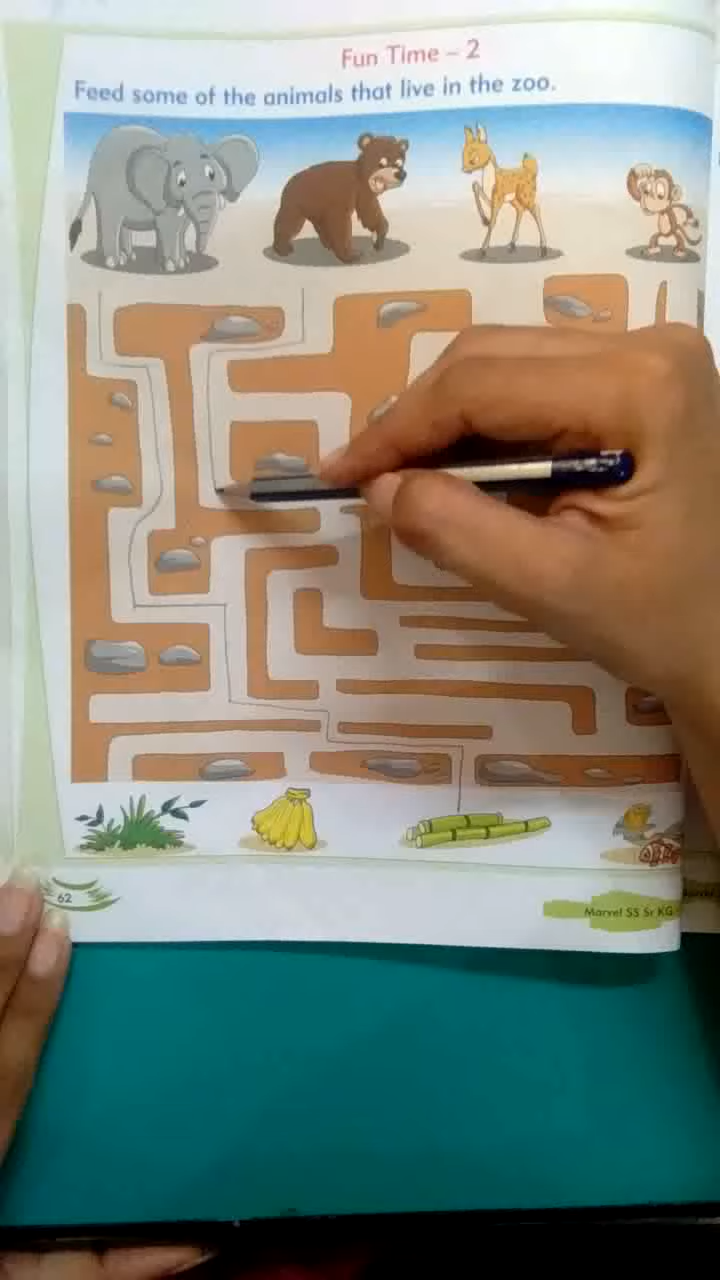 Fun Time – 2
Feed some of the animals that live in the zoo.
62
Marvel SS Sr KG